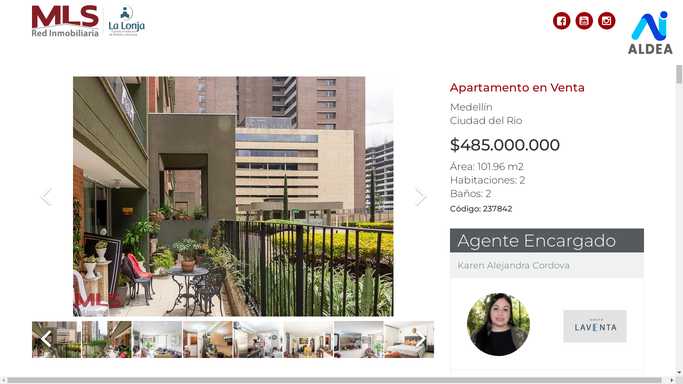 MLS
Red Inmobiliaria
La Lonja
ALDEA
Apartamento en Venta
Medellín
Ciudad del Rio
$485.000.000
Área: 101.96 m2
Habitaciones: 2
Baños: 2
Código: 237842
MLS
Agente Encargado
Karen Alejandra Cordova
LAVENTA